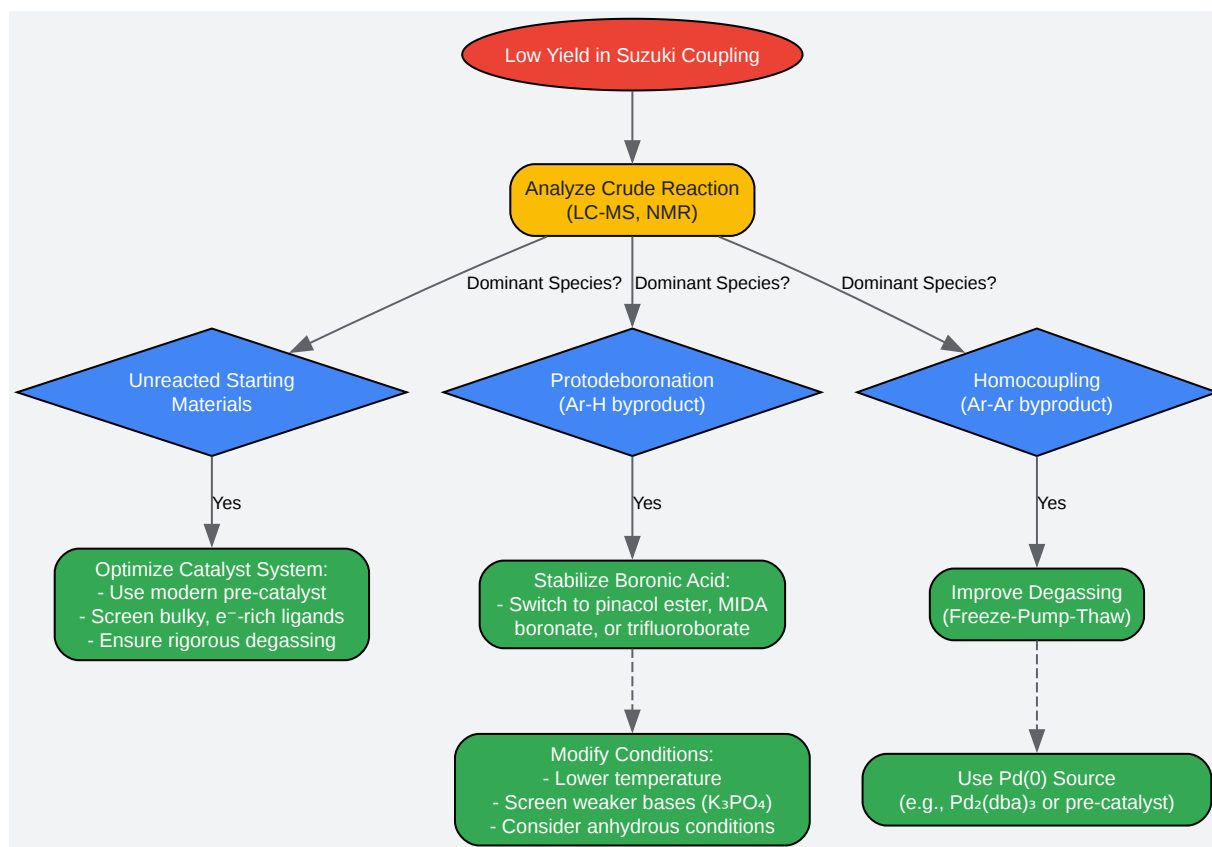 Low Yield in Suzuki Coupling
Analyze Crude Reaction
(LC-MS, NMR)
Dominant Species?
Dominant Species?
Dominant Species?
Unreacted Starting
Materials
Protodeboronation
(Ar-H byproduct)
Homocoupling
(Ar-Ar byproduct)
Yes
Yes
Yes
Optimize Catalyst System:
- Use modern pre-catalyst
- Screen bulky, e⁻-rich ligands
- Ensure rigorous degassing
Stabilize Boronic Acid:
- Switch to pinacol ester, MIDA
boronate, or trifluoroborate
Improve Degassing
(Freeze-Pump-Thaw)
Modify Conditions:
- Lower temperature
- Screen weaker bases (K₃PO₄)
- Consider anhydrous conditions
Use Pd(0) Source
(e.g., Pd₂(dba)₃ or pre-catalyst)